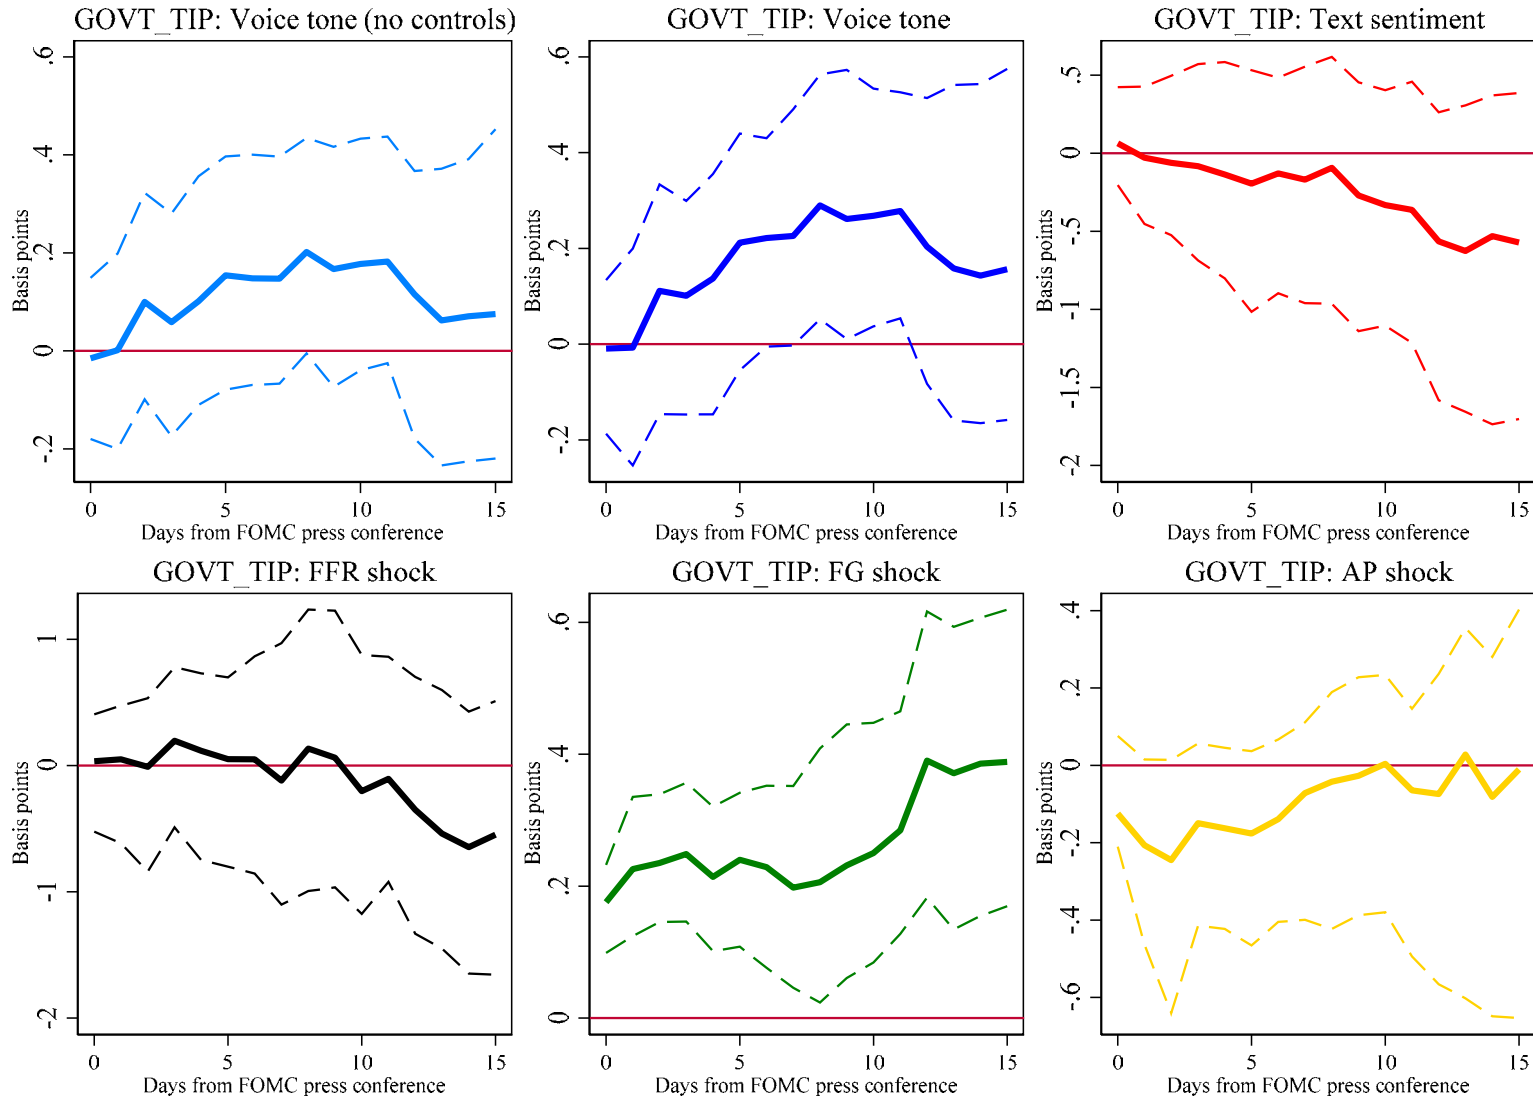 GOVT_TIP: Voice tone (no controls)
Basis points
.6
.4
.2
0
-.2
0 5 10 15
Days from FOMC press conference
GOVT_TIP: Voice tone
Basis points
.6
.4
.2
0
-.2
0 5 10 15
Days from FOMC press conference
GOVT_TIP: Text sentiment
Basis points
.5
0
-.5
-1
-1.5
-2
0 5 10 15
Days from FOMC press conference
GOVT_TIP: FFR shock
Basis points
1
0
-1
-2
0 5 10 15
Days from FOMC press conference
GOVT_TIP: FG shock
Basis points
.6
.4
.2
0
0 5 10 15
Days from FOMC press conference
GOVT_TIP: AP shock
Basis points
.4
.2
0
-.2
-.4
-.6
0 5 10 15
Days from FOMC press conference